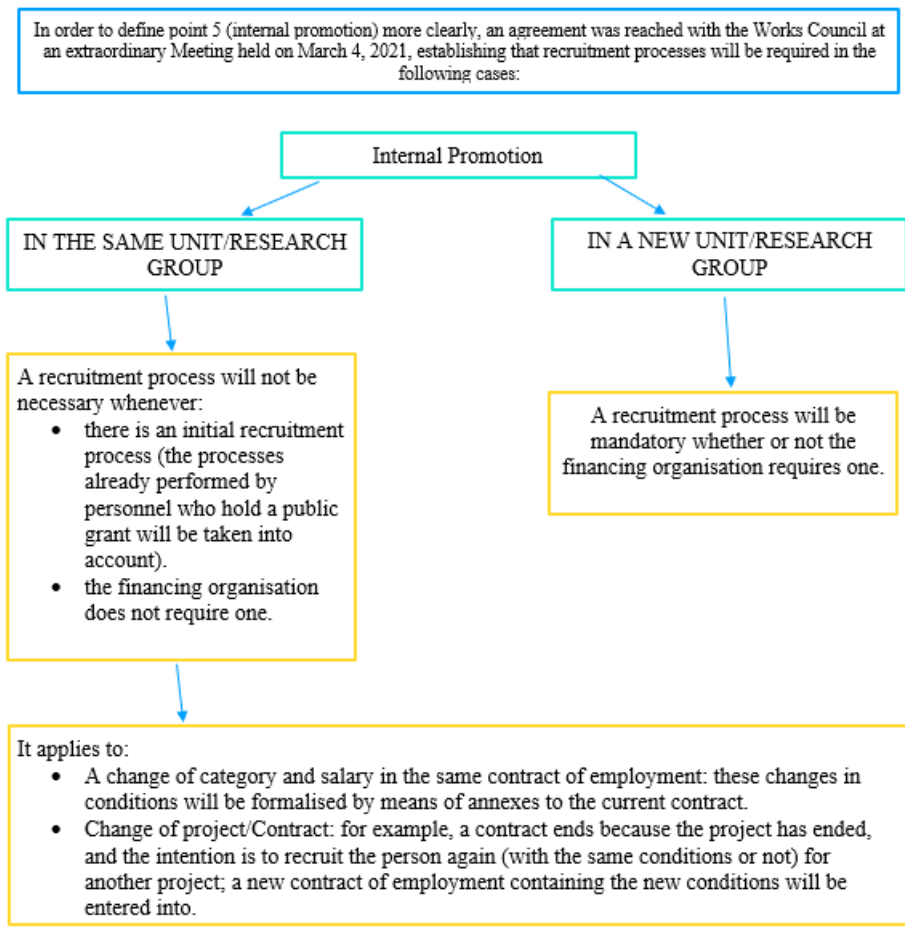 In order to define point 5 (internal promotion) more clearly, an agreement was reached with the Works Council at
an extraordinary Meeting held on March 4, 2021, establishing that recruitment processes will be required in the
following cases:
Internal Promotion
IN THE SAME UNIT/RESEARCH
GROUP
IN A NEW UNIT/RESEARCH
GROUP
A recruitment process will not be
necessary whenever:
• there is an initial recruitment
process (the processes
already performed by
personnel who hold a public
grant will be taken into
account).
• the financing organisation
does not require one.
A recruitment process will be
mandatory whether or not the
financing organisation requires one.
It applies to:
• A change of category and salary in the same contract of employment: these changes in
conditions will be formalised by means of annexes to the current contract.
• Change of project/Contract: for example, a contract ends because the project has ended,
and the intention is to recruit the person again (with the same conditions or not) for
another project; a new contract of employment containing the new conditions will be
entered into.